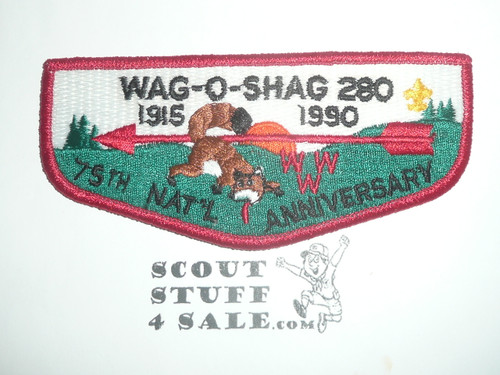 WAG-O-SHAG 280
1915 1990
WWW
75TH NAT'L ANNIVERSARY
SCOUT
STUFF
4 SALE.COM